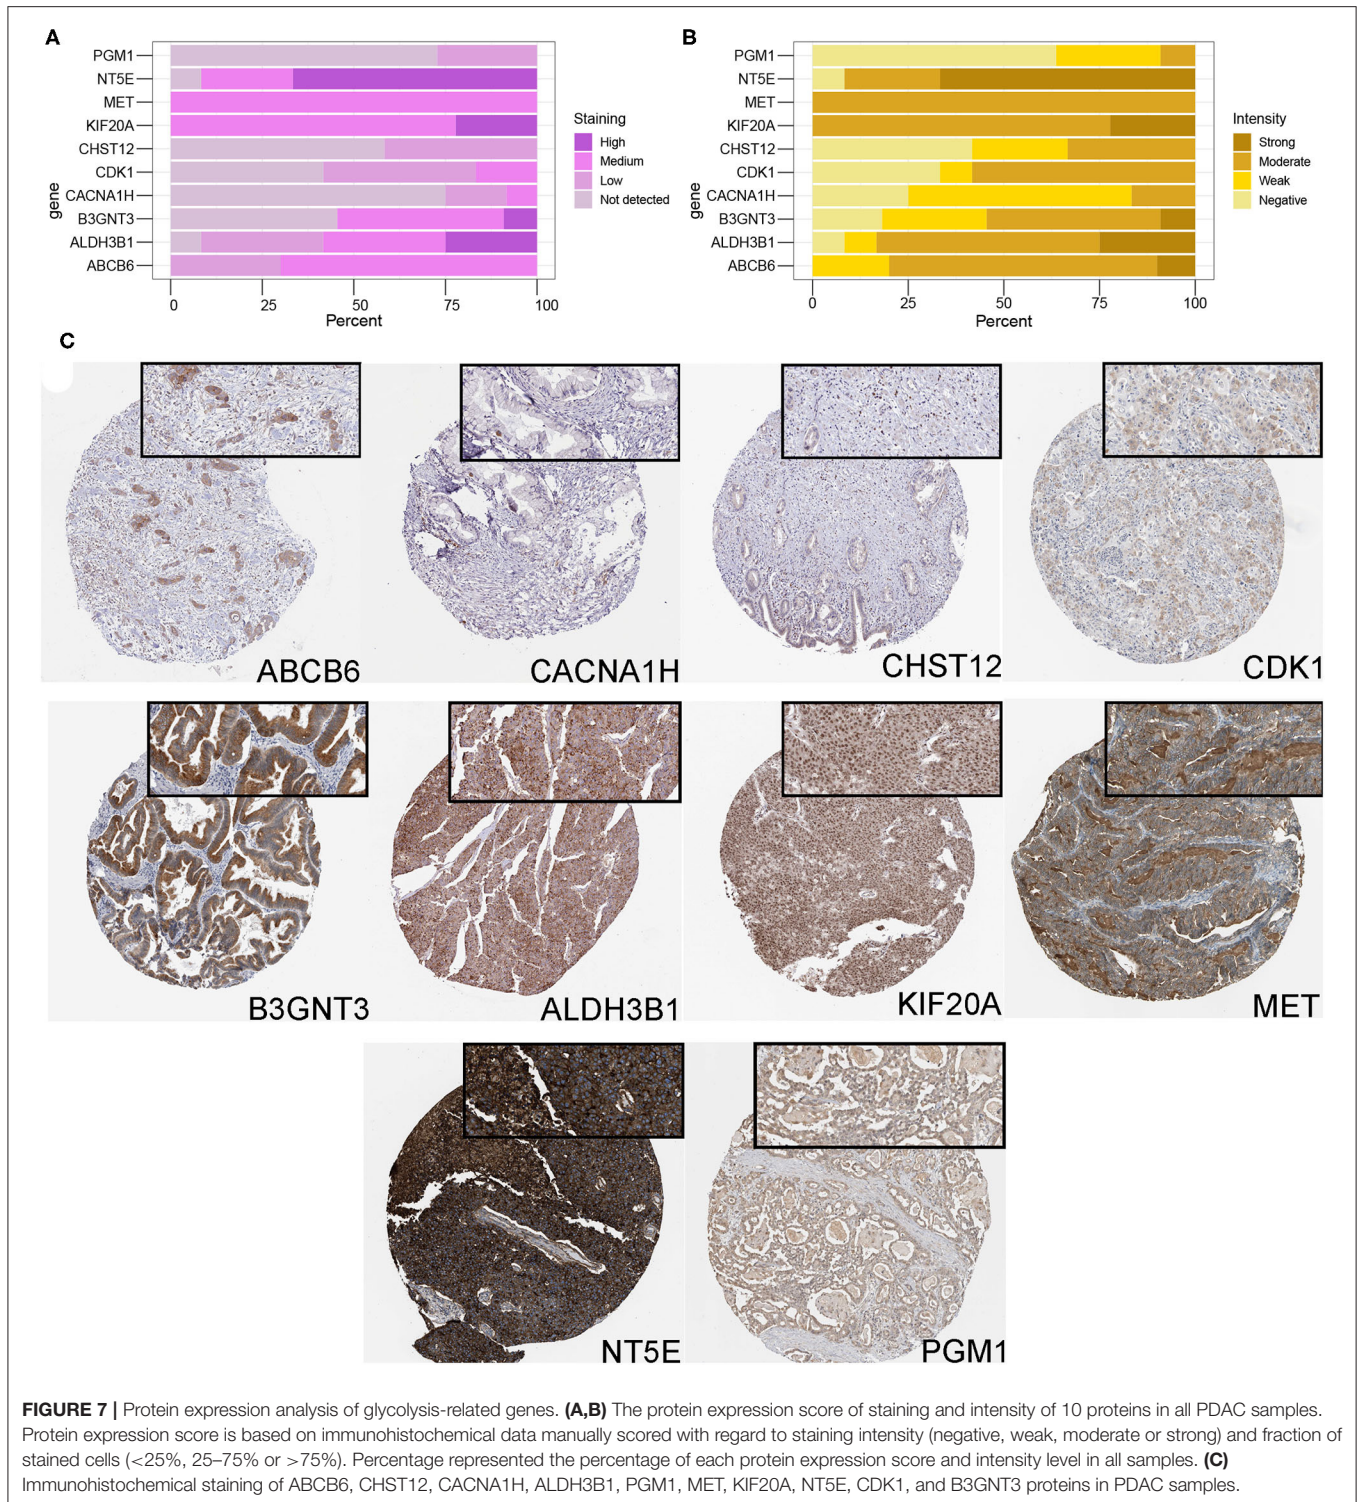 A
PGM1
NT5E
MET
KIF20A
CHST12
CDK1
CACNA1H
B3GNT3
ALDH3B1
ABCB6
gene
0 25 50 75 100
Percent
Staining
High
Medium
Low
Not detected
B
PGM1
NT5E
MET
KIF20A
CHST12
CDK1
CACNA1H
B3GNT3
ALDH3B1
ABCB6
gene
0 25 50 75 100
Percent
Intensity
Strong
Moderate
Weak
Negative
C
ABCB6 CACNA1H CHST12 CDK1
B3GNT3 ALDH3B1 KIF20A MET
NT5E PGM1
FIGURE 7 | Protein expression analysis of glycolysis-related genes. (A,B) The protein expression score of staining and intensity of 10 proteins in all PDAC samples.
Protein expression score is based on immunohistochemical data manually scored with regard to staining intensity (negative, weak, moderate or strong) and fraction of
stained cells (<25%, 25–75% or >75%). Percentage represented the percentage of each protein expression score and intensity level in all samples. (C)
Immunohistochemical staining of ABCB6, CHST12, CACNA1H, ALDH3B1, PGM1, MET, KIF20A, NT5E, CDK1, and B3GNT3 proteins in PDAC samples.